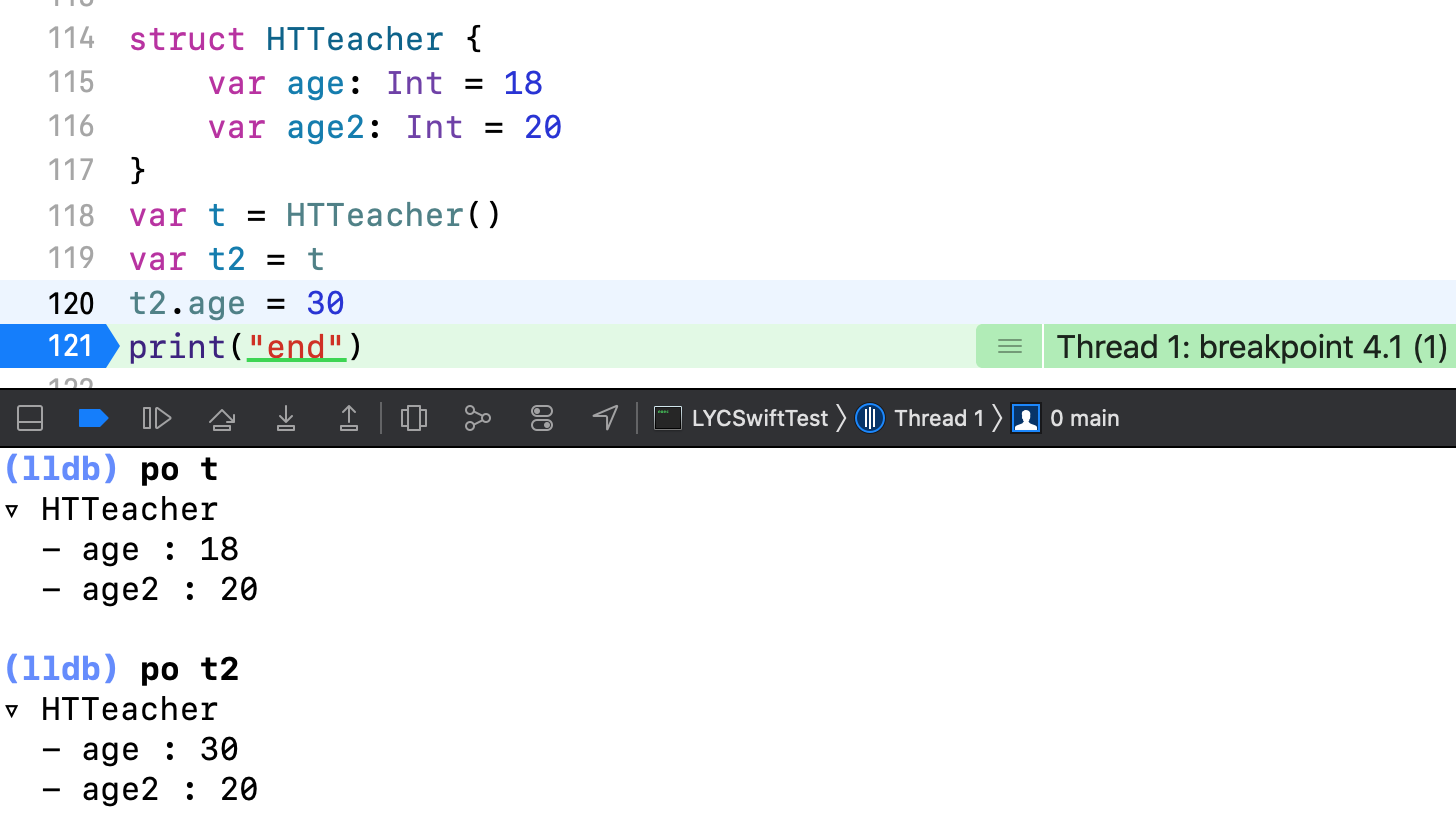 114 struct HTTeacher {
115     var age: Int = 18
116     var age2: Int = 20
117 }
118 var t = HTTeacher()
119 var t2 = t
120 t2.age = 30
121 print("end") Thread 1: breakpoint 4.1 (1)
LYCSwiftTest 〉 Thread 1 〉 0 main
(lldb) po t
▿ HTTeacher
  - age : 18
  - age2 : 20
(lldb) po t2
▿ HTTeacher
  - age : 30
  - age2 : 20